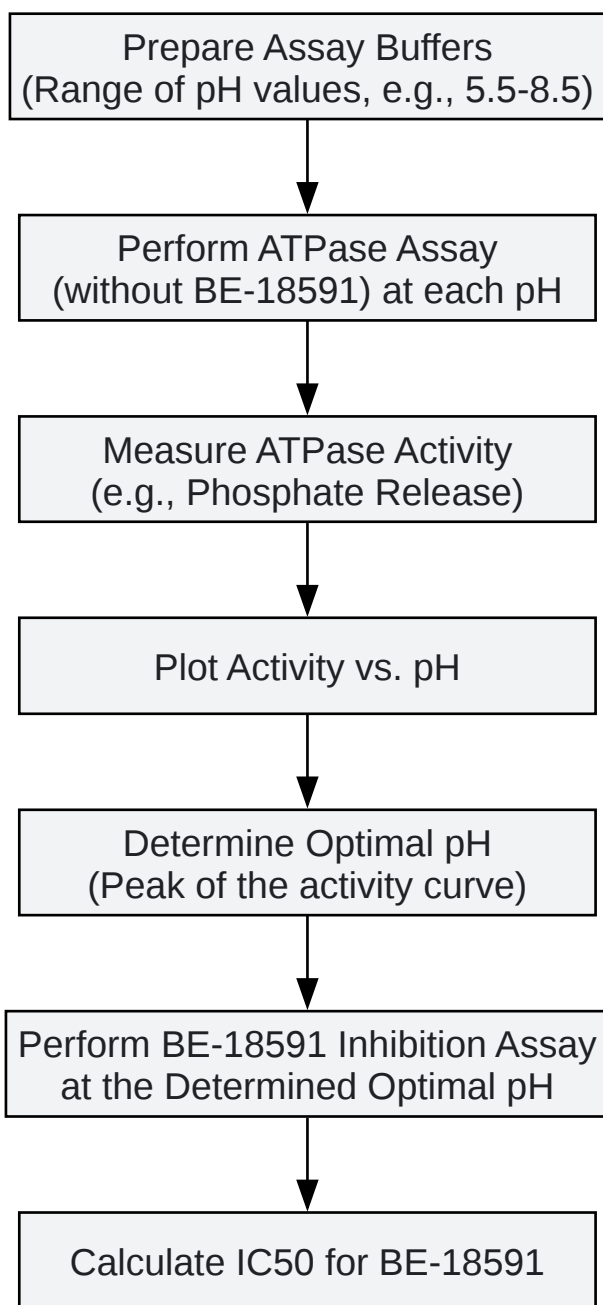 Prepare Assay Buffers
(Range of pH values, e.g., 5.5-8.5)
Perform ATPase Assay
(without BE-18591) at each pH
Measure ATPase Activity
(e.g., Phosphate Release)
Plot Activity vs. pH
Determine Optimal pH
(Peak of the activity curve)
Perform BE-18591 Inhibition Assay
at the Determined Optimal pH
Calculate IC50 for BE-18591